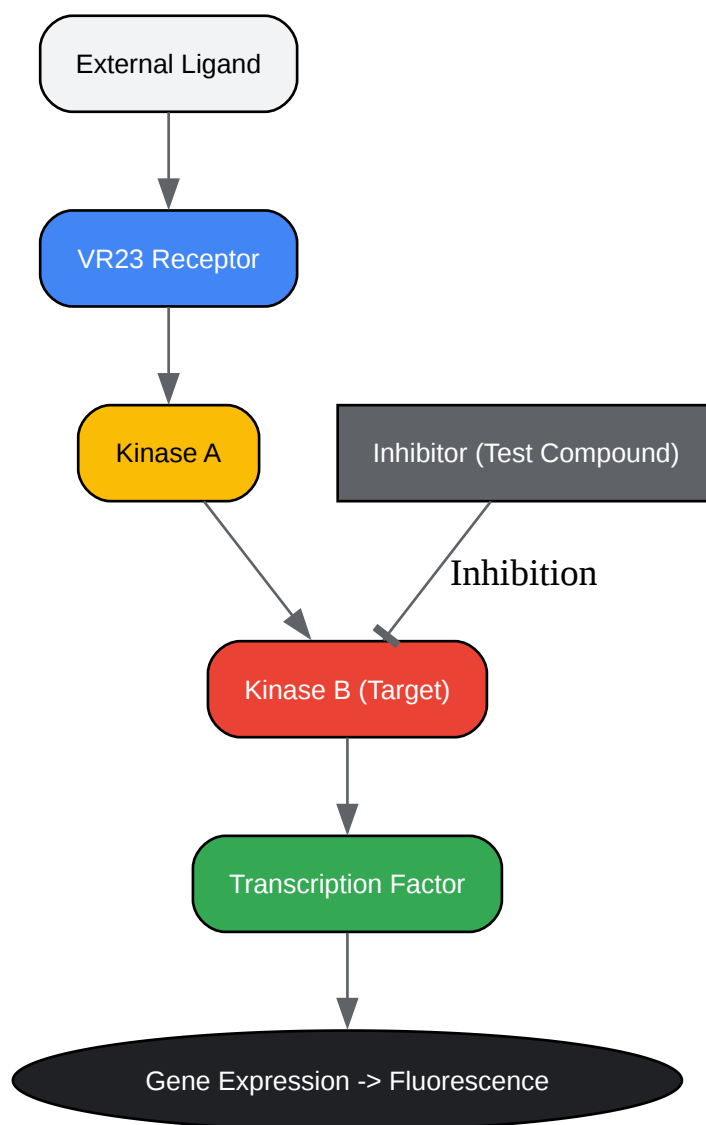 External Ligand
VR23 Receptor
Kinase A
Inhibitor (Test Compound)
Inhibition
Kinase B (Target)
Transcription Factor
Gene Expression -> Fluorescence